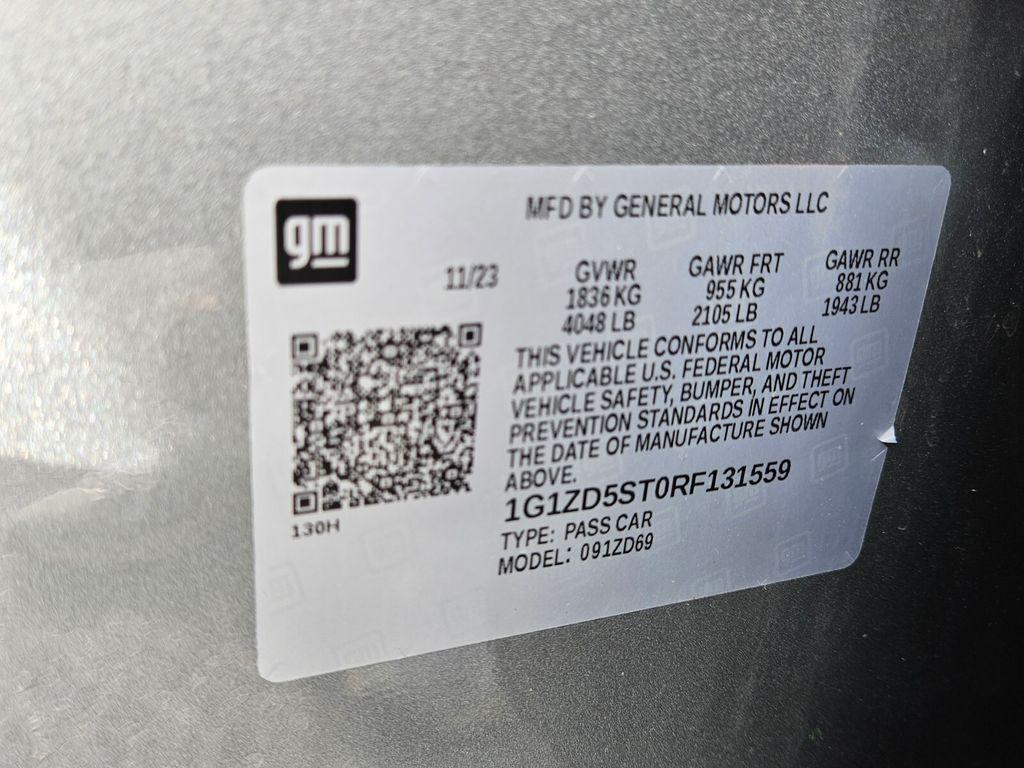 gm
MFD BY GENERAL MOTORS LLC
11/23
GVWR
1836 KG
4048 LB
GAWR FRT
955 KG
2105 LB
GAWR RR
881 KG
1943 LB
THIS VEHICLE CONFORMS TO ALL
APPLICABLE U.S. FEDERAL MOTOR
VEHICLE SAFETY, BUMPER, AND THEFT
PREVENTION STANDARDS IN EFFECT ON
THE DATE OF MANUFACTURE SHOWN
ABOVE.
1G1ZD5ST0RF131559
TYPE: PASS CAR
MODEL: 091ZD69
130H